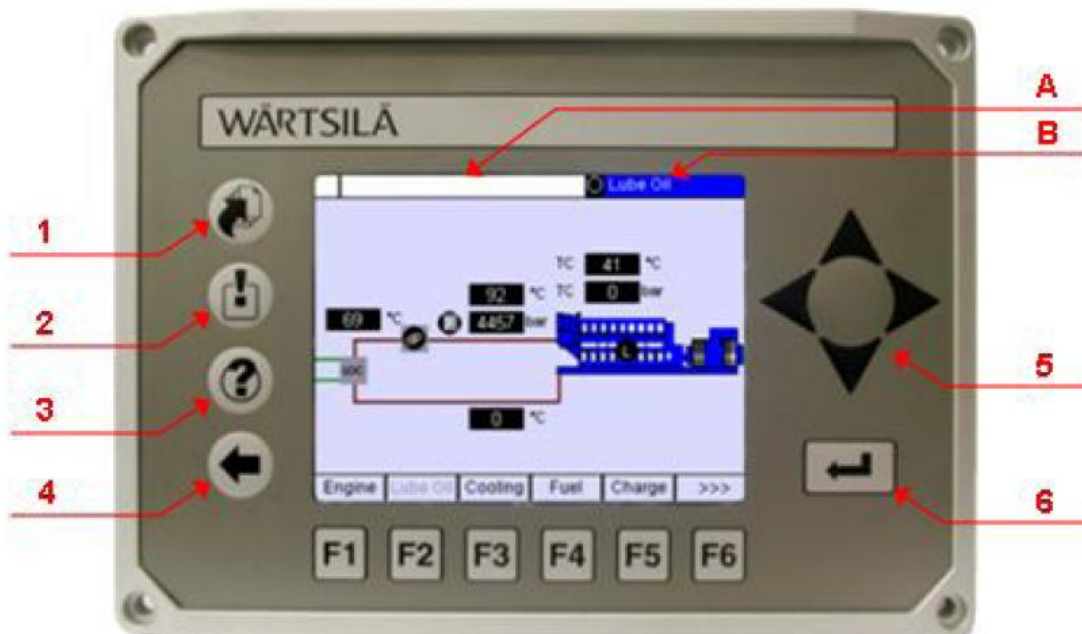 A
WÄRTSILÄ
B
Lube Oil
1
TC 41 °C
2
92 °C TC 0 bar
69 °C 4457 bar
3
5
0 °C
4
Engine Lube Oil Cooling Fuel Charge >>>
6
F1 F2 F3 F4 F5 F6